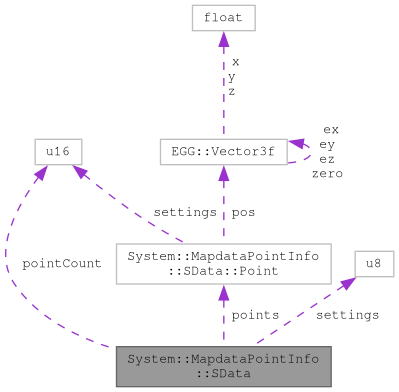 float
x
y
z
ex
ey
ez
zero
u16
EGG::Vector3f
settings
pos
System::MapdataPointInfo
::SData::Point
u8
pointCount
points
settings
System::MapdataPointInfo
::SData